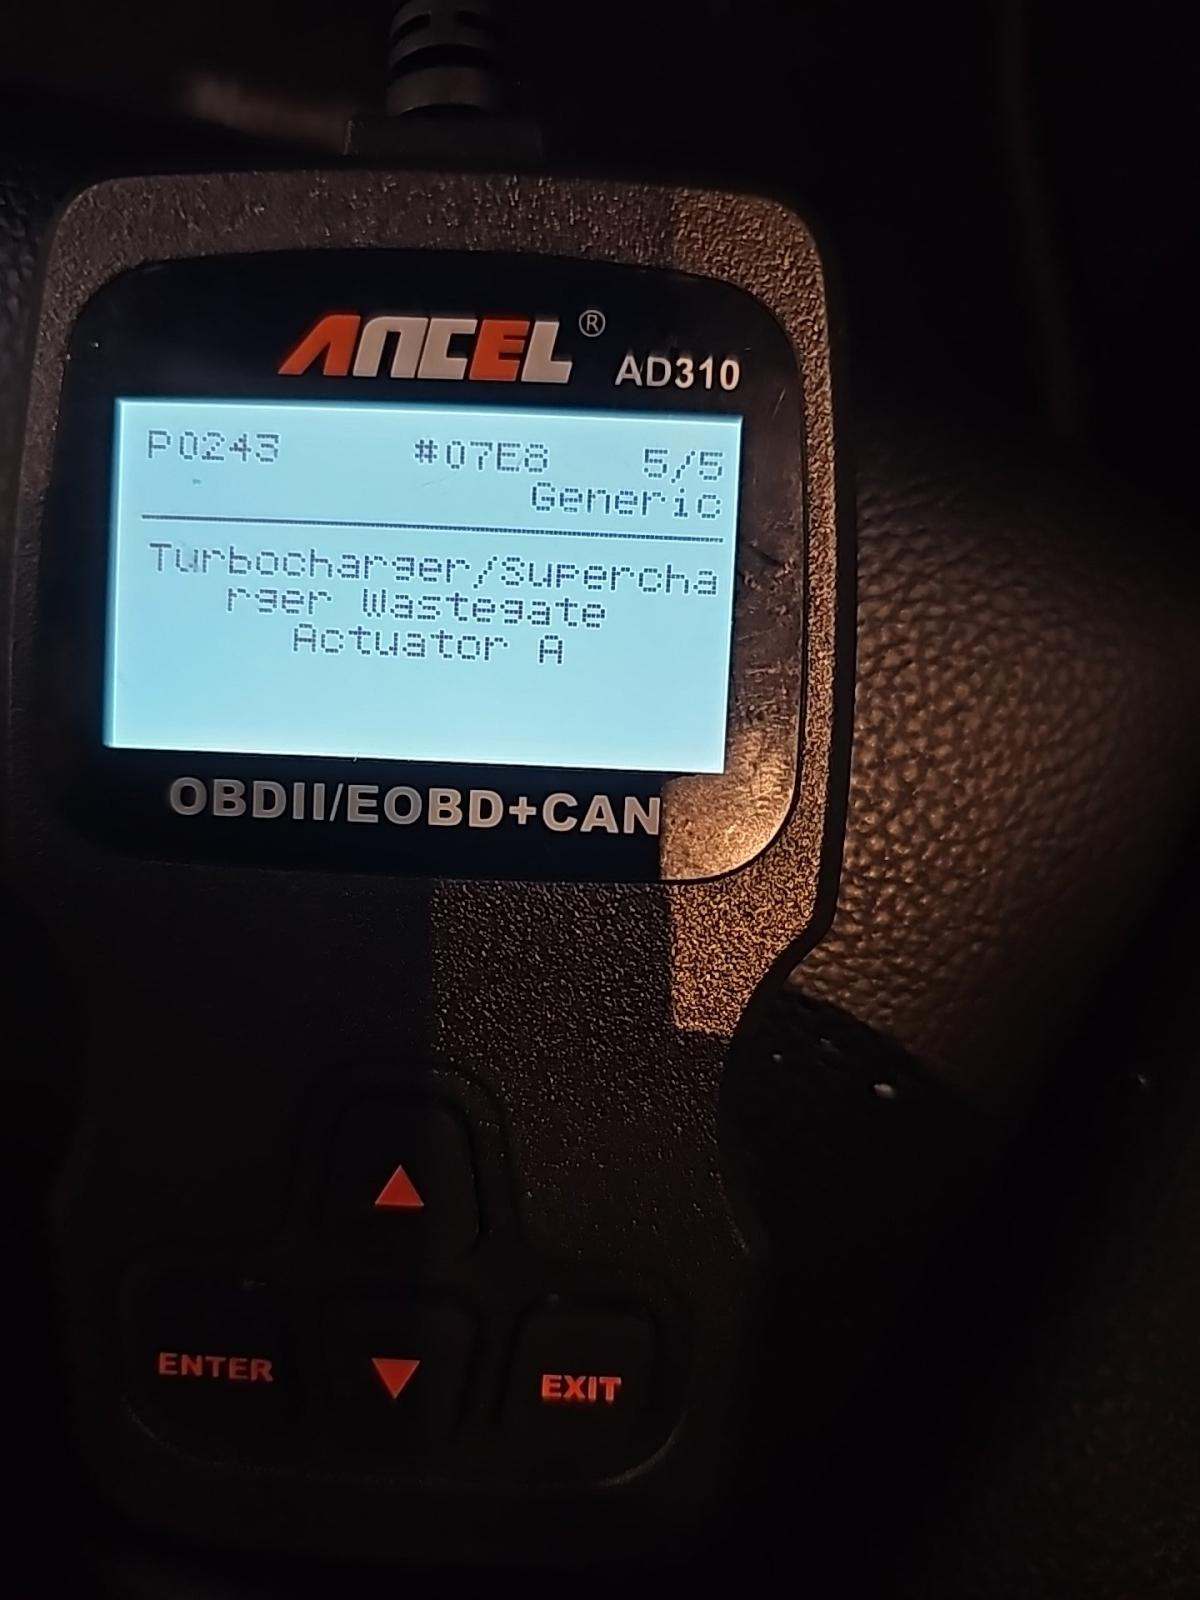 ANCEL® AD310
P0243 #07E8 5/5
Generic
Turbocharger/Supercha
rger Wastegate
Actuator A
OBDII/EOBD+CAN
ENTER
EXIT